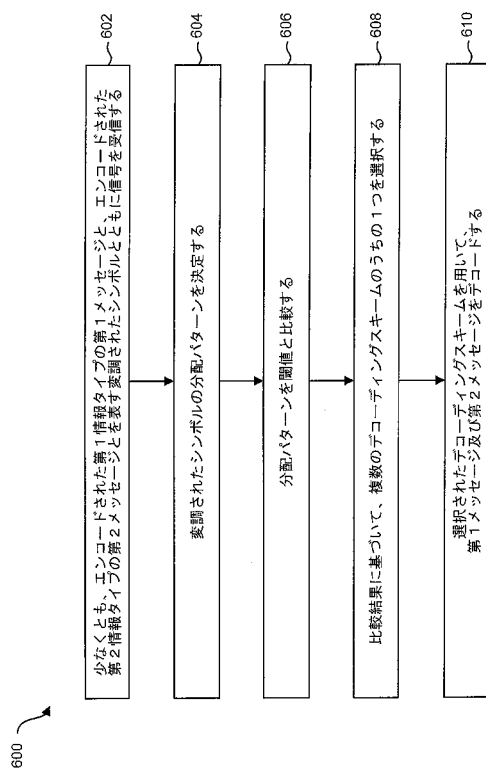 600
少なくとも、エンコードされた第1情報タイプの第1メッセージと、エンコードされた
第2情報タイプの第2メッセージとを表す変調されたシンボルとともに信号を受信する
602
変調されたシンボルの分配パターンを決定する
604
分配パターンを閾値と比較する
606
比較結果に基づいて、複数のデコーディングスキームのうちの1つを選択する
608
選択されたデコーディングスキームを用いて、
第1メッセージ及び第2メッセージをデコードする
610